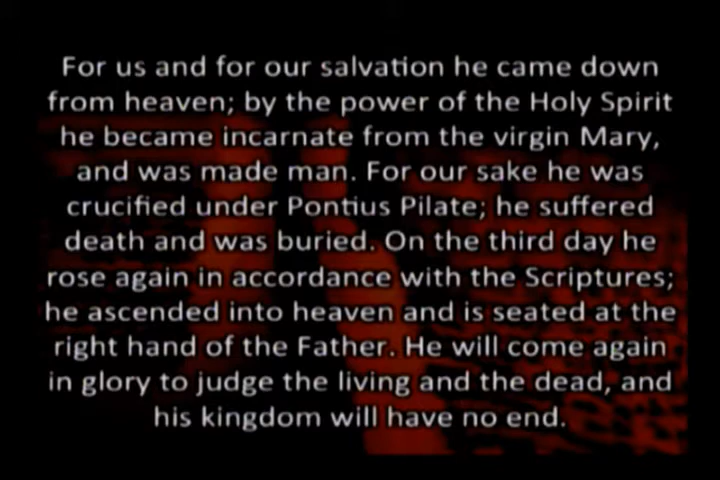 For us and for our salvation he came down
from heaven; by the power of the Holy Spirit
he became incarnate from the virgin Mary,
and was made man. For our sake he was
crucified under Pontius Pilate; he suffered
death and was buried. On the third day he
rose again in accordance with the Scriptures;
he ascended into heaven and is seated at the
right hand of the Father. He will come again
in glory to judge the living and the dead, and
his kingdom will have no end.